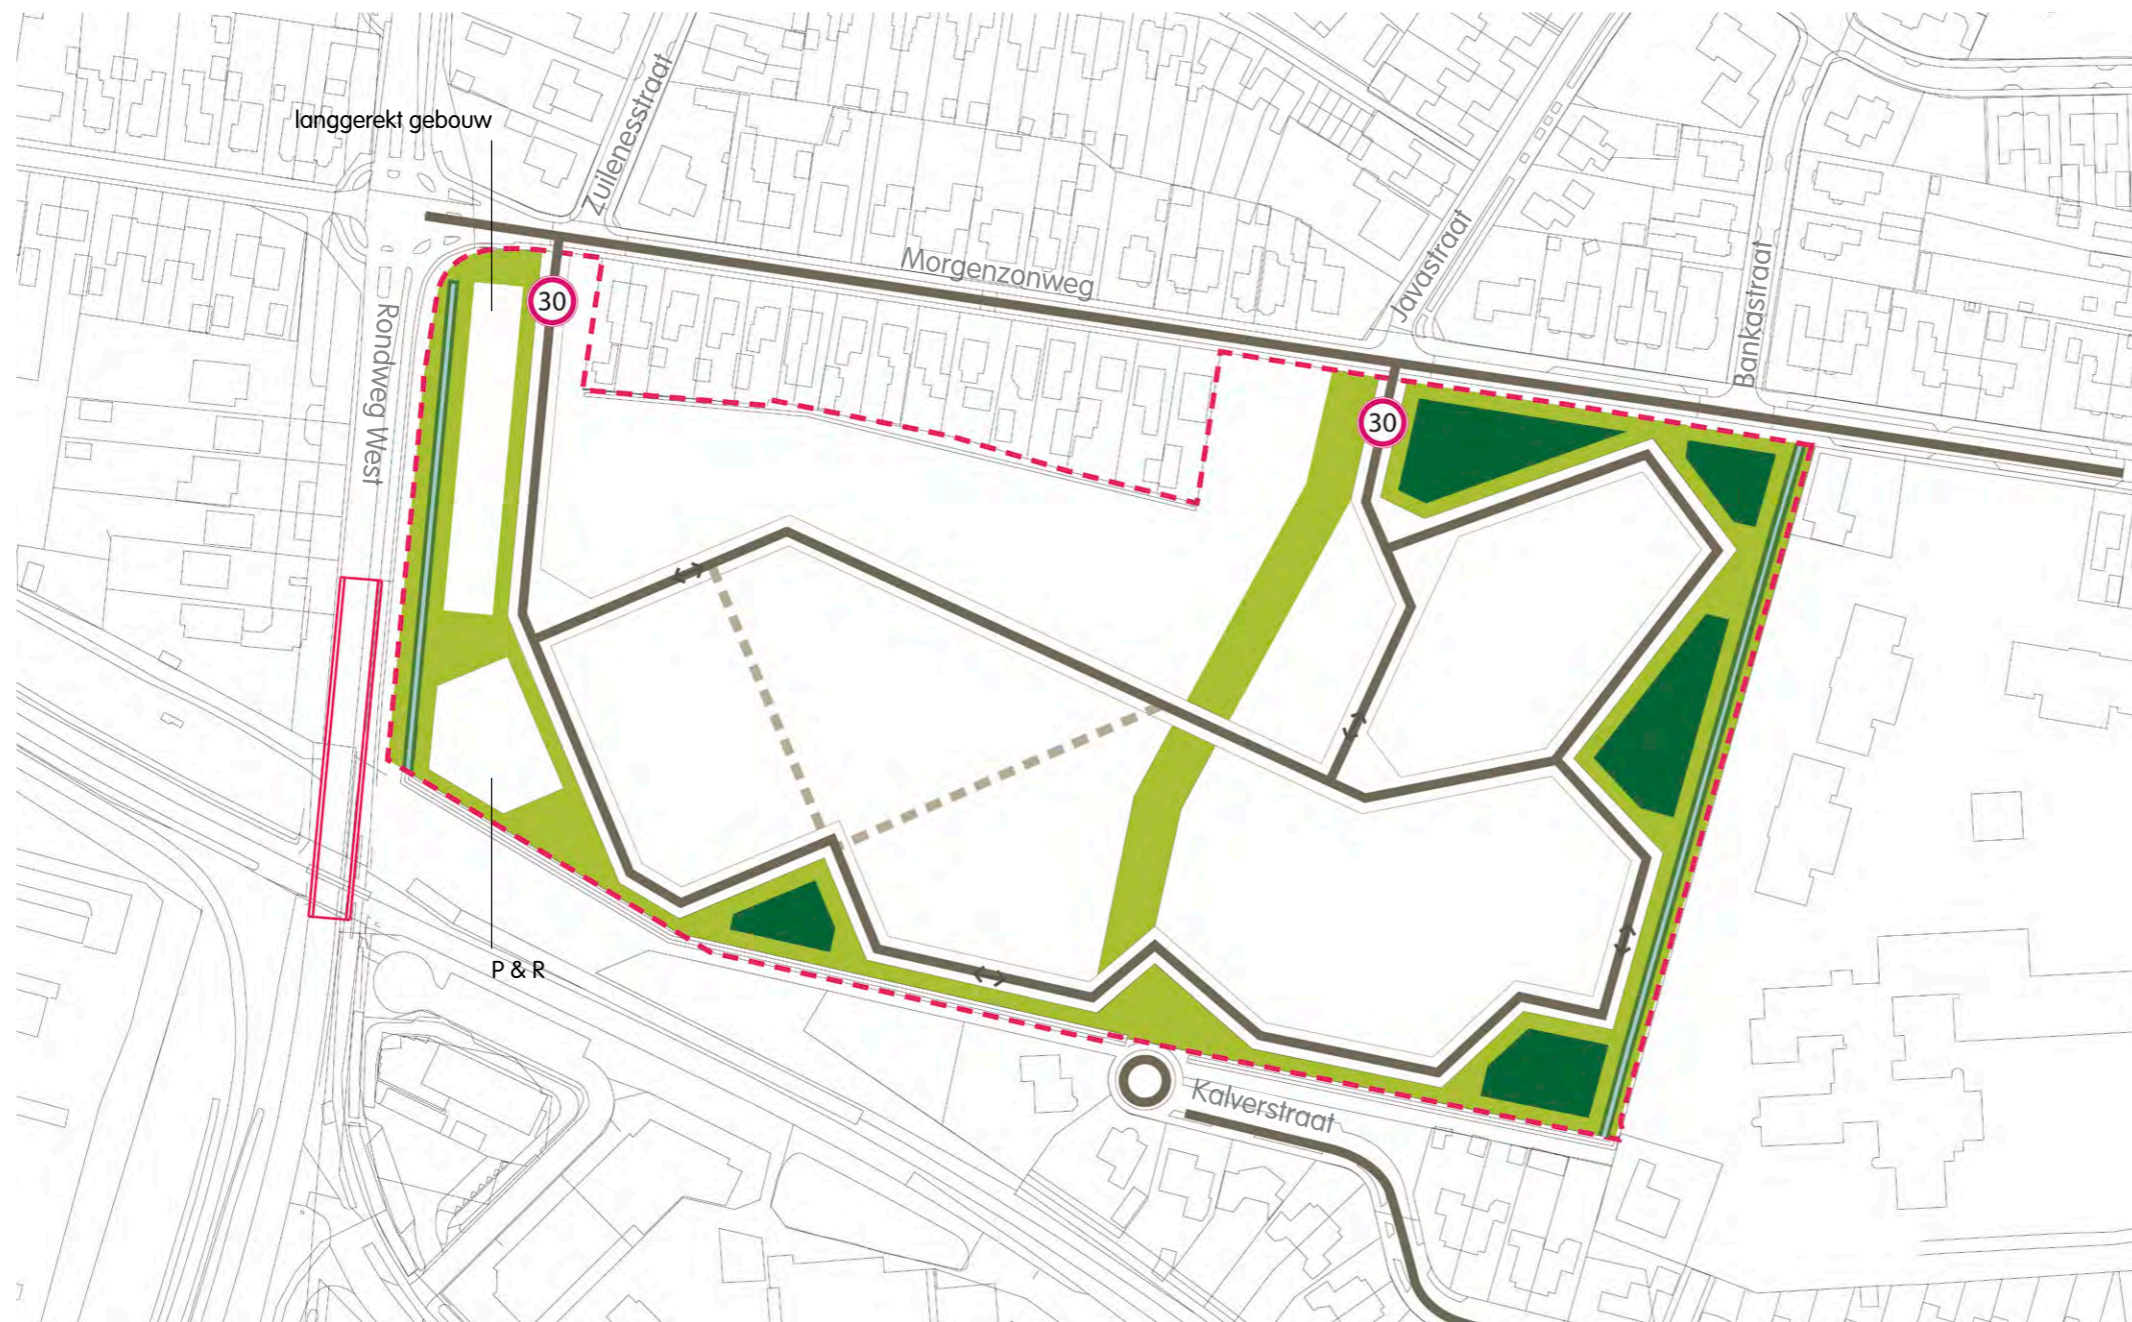 langgerekt gebouw
Zuilenesstraat
Morgenzonweg
Javastraat
Bankastraat
Rondweg West
30
30
P & R
Kalverstraat